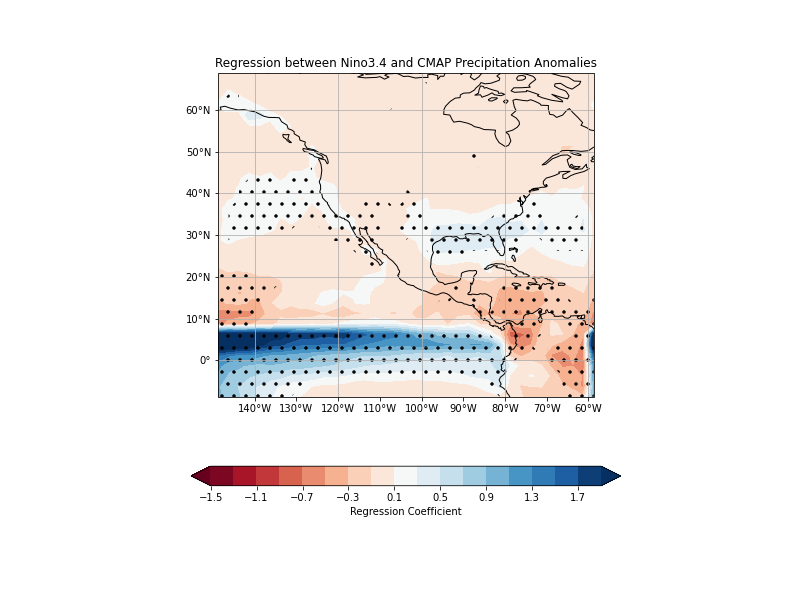 Regression between Nino3.4 and CMAP Precipitation Anomalies
60°N
50°N
40°N
30°N
20°N
10°N
0°
140°W 130°W 120°W 110°W 100°W 90°W 80°W 70°W 60°W
−1.5 −1.1 −0.7 −0.3 0.1 0.5 0.9 1.3 1.7
Regression Coefficient